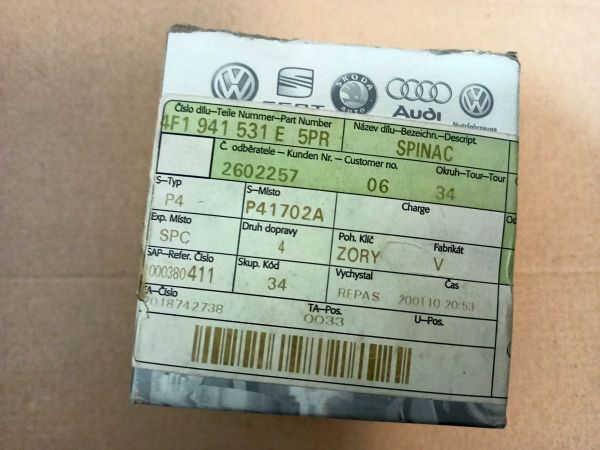 SEAT
ŠKODA
AUTO
Audi
Nutzfahrzeuge
Číslo dílu—Teile Nummer—Part Number
4F1 941 531 E 5PR
Název dílu—Bezeichn.—Descript.
SPINAC
Č. odběratele - Kunden Nr. - Customer no.
Okruh-Tour-Tour
2602257
06
34
S-Typ
P4
S-Místo
P41702A
Charge
Exp. Místo
SPC
Druh dopravy
4
Poh. Klíč
ZORY
Fabrikát
V
SAP-Refer. Číslo
000380411
Skup. Kód
34
Vychystal
REPAS
Čas
200110 20:53
TA-Číslo
2018742738
TA-Pos.
0033
U-Pos.